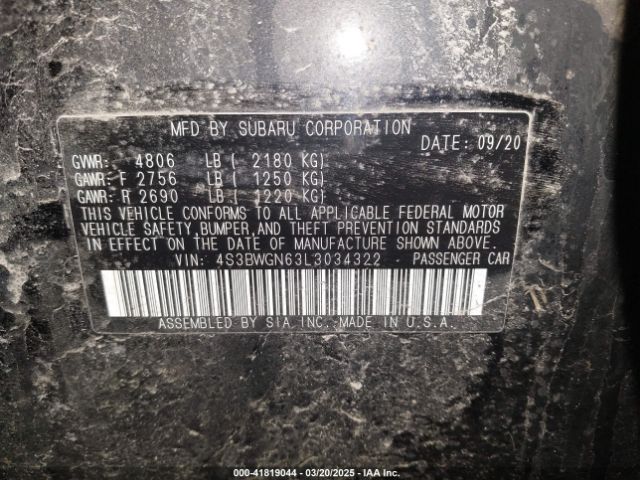 MFD BY SUBARU CORPORATION
DATE: 09/20
GVWR: 4806 LB ( 2180 KG)
GAWR: F 2756 LB ( 1250 KG)
GAWR: R 2690 LB ( 1220 KG)
THIS VEHICLE CONFORMS TO ALL APPLICABLE FEDERAL MOTOR
VEHICLE SAFETY, BUMPER, AND THEFT PREVENTION STANDARDS
IN EFFECT ON THE DATE OF MANUFACTURE SHOWN ABOVE.
VIN: 4S3BWGN63L3034322 PASSENGER CAR
ASSEMBLED BY SIA INC. MADE IN U.S.A.
000-41819044 — 03/20/2025 — IAA Inc.